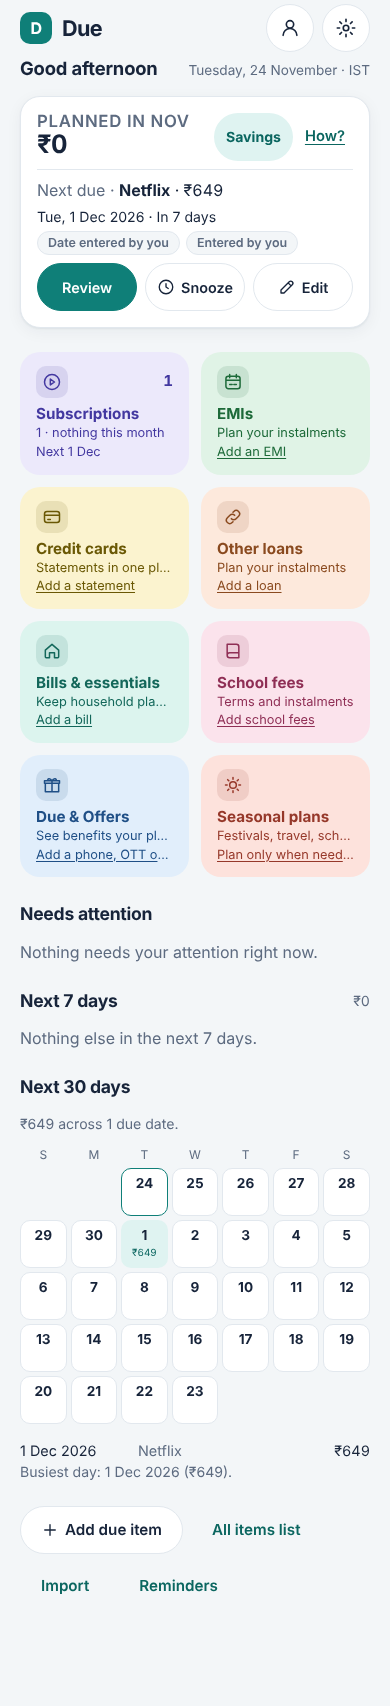 D Due
Good afternoon Tuesday, 24 November · IST
PLANNED IN NOV
₹0
Savings How?
Next due · Netflix · ₹649
Tue, 1 Dec 2026 · In 7 days
Date entered by you Entered by you
Review Snooze Edit
1
Subscriptions
1 · nothing this month
Next 1 Dec
EMIs
Plan your instalments
Add an EMI
Credit cards
Statements in one pl...
Add a statement
Other loans
Plan your instalments
Add a loan
Bills & essentials
Keep household pla...
Add a bill
School fees
Terms and instalments
Add school fees
Due & Offers
See benefits your pl...
Add a phone, OTT o...
Seasonal plans
Festivals, travel, sch...
Plan only when need...
Needs attention
Nothing needs your attention right now.
Next 7 days ₹0
Nothing else in the next 7 days.
Next 30 days
₹649 across 1 due date.
S M T W T F S
24 25 26 27 28
29 30 1 2 3 4 5
₹649
6 7 8 9 10 11 12
13 14 15 16 17 18 19
20 21 22 23
1 Dec 2026 Netflix ₹649
Busiest day: 1 Dec 2026 (₹649).
+ Add due item All items list
Import Reminders